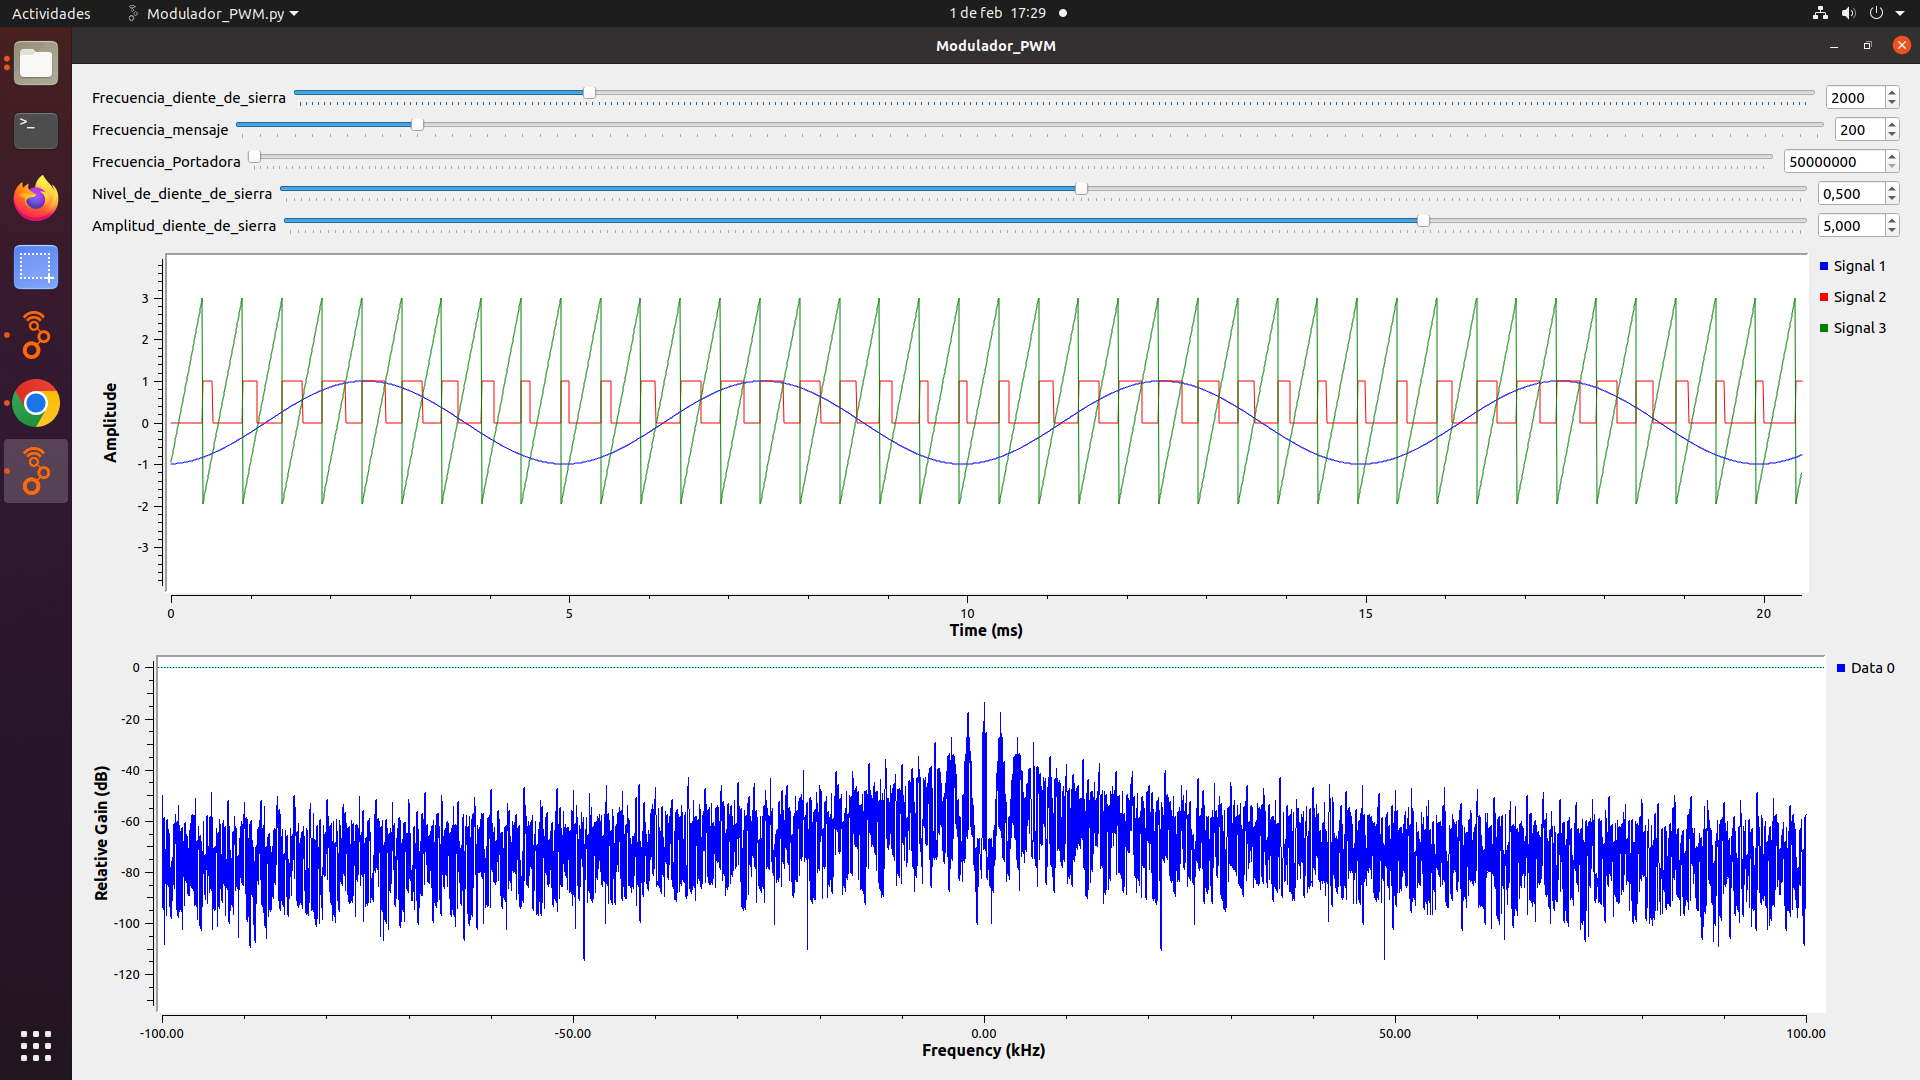 Actividades Modulador_PWM.py 1 de feb 17:29
Modulador_PWM
Frecuencia_diente_de_sierra 2000
Frecuencia_mensaje 200
Frecuencia_Portadora 50000000
Nivel_de_diente_de_sierra 0,500
Amplitud_diente_de_sierra 5,000
Signal 1
Signal 2
Signal 3
Amplitude
3
2
1
0
-1
-2
-3
0 5 10 15 20
Time (ms)
Data 0
Relative Gain (dB)
0
-20
-40
-60
-80
-100
-120
-100.00 -50.00 0.00 50.00 100.00
Frequency (kHz)